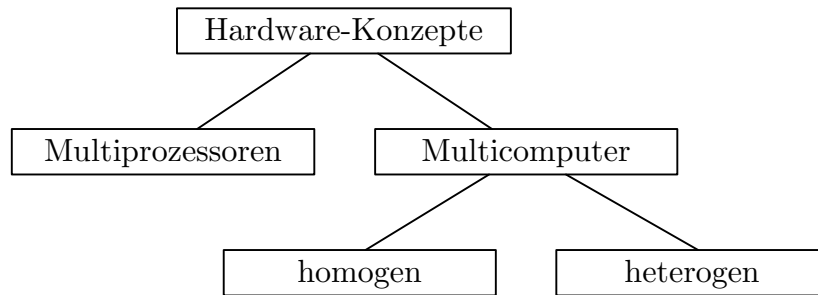 Hardware-Konzepte
Multiprozessoren
Multicomputer
homogen
heterogen